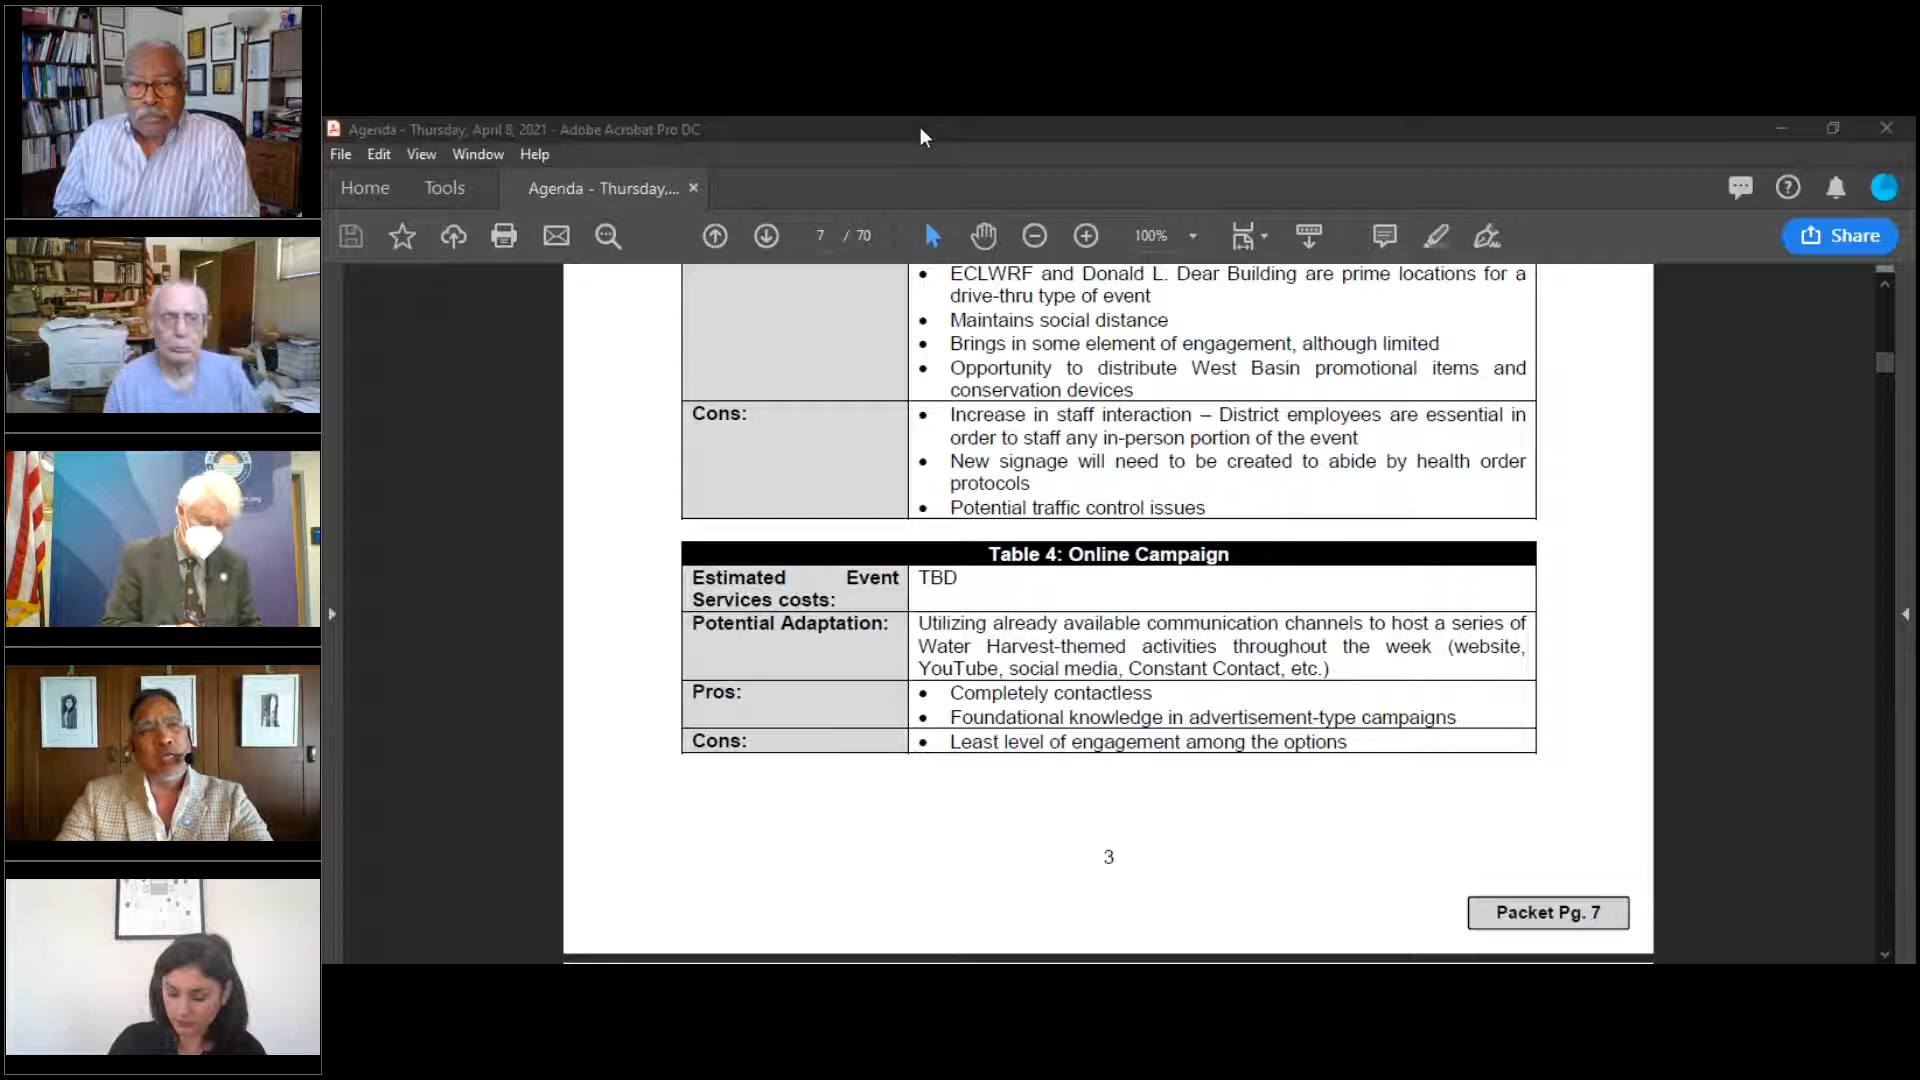 Agenda - Thursday, April 8, 2021 - Adobe Acrobat Pro DC
File Edit View Window Help
Home Tools Agenda - Thursday,... ×
7 / 70 100% Share
• ECLWRF and Donald L. Dear Building are prime locations for a
drive-thru type of event
• Maintains social distance
• Brings in some element of engagement, although limited
• Opportunity to distribute West Basin promotional items and
conservation devices
Cons:
• Increase in staff interaction – District employees are essential in
order to staff any in-person portion of the event
• New signage will need to be created to abide by health order
protocols
• Potential traffic control issues
Table 4: Online Campaign
Estimated Event
Services costs:
TBD
Potential Adaptation:
Utilizing already available communication channels to host a series of
Water Harvest-themed activities throughout the week (website,
YouTube, social media, Constant Contact, etc.)
Pros:
• Completely contactless
• Foundational knowledge in advertisement-type campaigns
Cons:
• Least level of engagement among the options
3
Packet Pg. 7